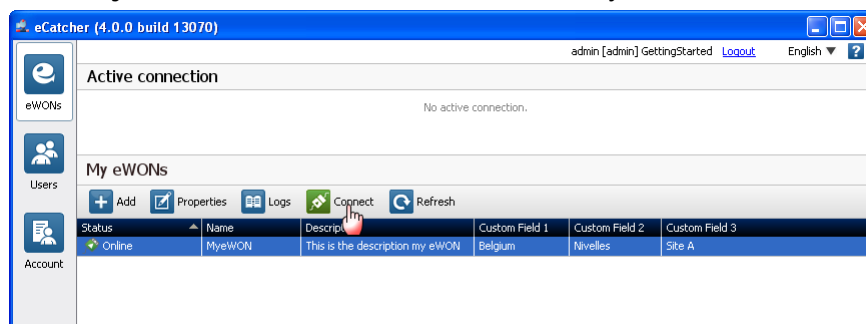 eCatcher (4.0.0 build 13070)
admin [admin] GettingStarted Logout English ▼ ?
Active connection
eWONs
No active connection.
My eWONs
Users
Add Properties Logs Connect Refresh
Status Name Custom Field 1 Custom Field 2 Custom Field 3
Online MyeWON This is the description my eWON Belgium Nivelles Site A
Account